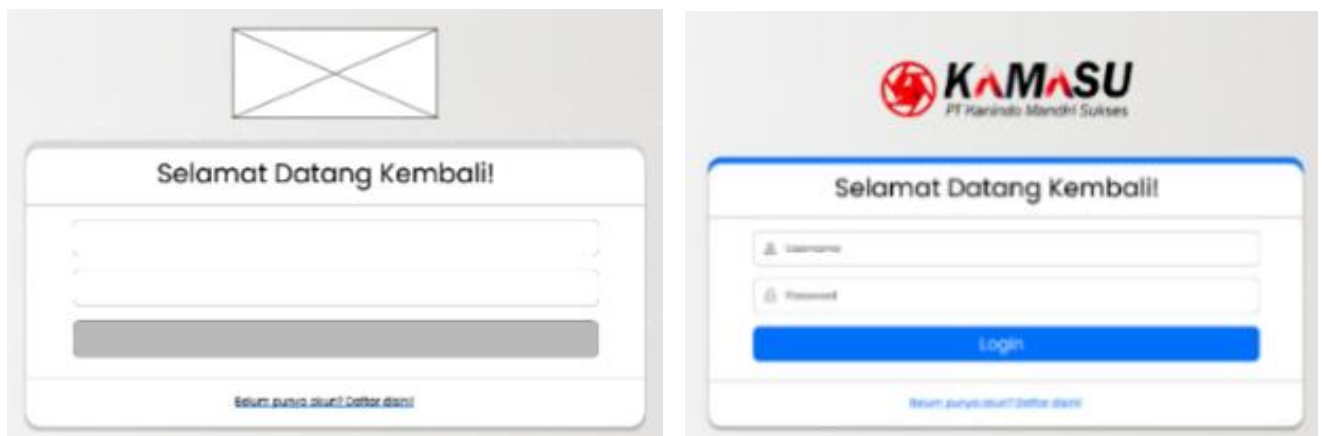 Selamat Datang Kembali!
Belum punya akun? Daftar disini!
KAMASU
PT Kanindo Mandhi Sukses
Selamat Datang Kembali!
Username
Password
Login
Belum punya akun? Daftar disini!